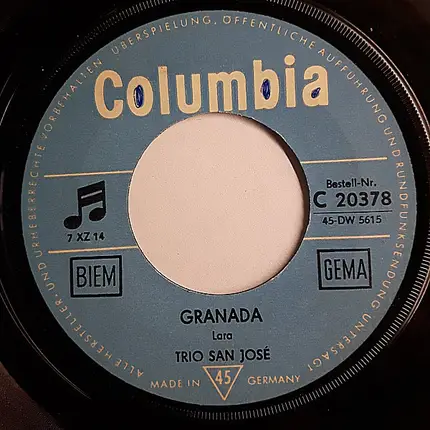 ALLE HERSTELLER- UND URHEBERRECHTE VORBEHALTEN ÜBERSPIELUNG, ÖFFENTLICHE AUFFÜHRUNG UND RUNDFUNKSENDUNG UNTERSAGT
Columbia
Bestell-Nr.
C 20378
45-DW 5615
7 XZ 14
BIEM
GEMA
GRANADA
Lara
TRIO SAN JOSÉ
MADE IN 45 GERMANY